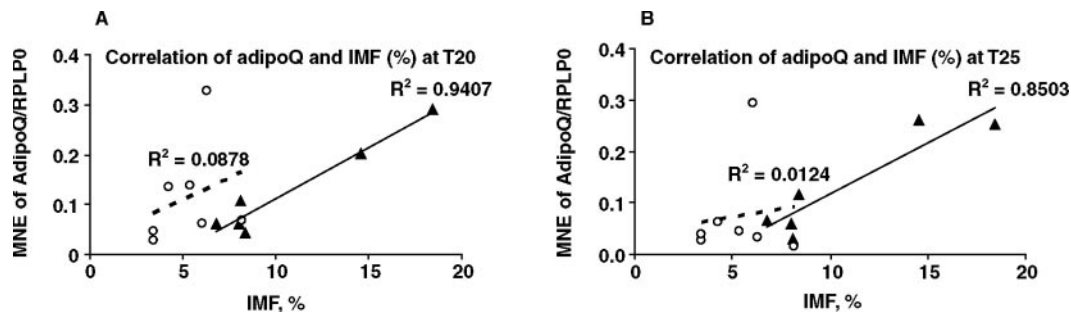 A
Correlation of adipoQ and IMF (%) at T20
MNE of AdipoQ/RPLP0
0.4
0.3
0.2
0.1
0
R² = 0.9407
R² = 0.0878
0 5 10 15 20
IMF, %
B
Correlation of adipoQ and IMF (%) at T25
MNE of AdipoQ/RPLP0
0.4
0.3
0.2
0.1
0
R² = 0.8503
R² = 0.0124
0 5 10 15 20
IMF, %